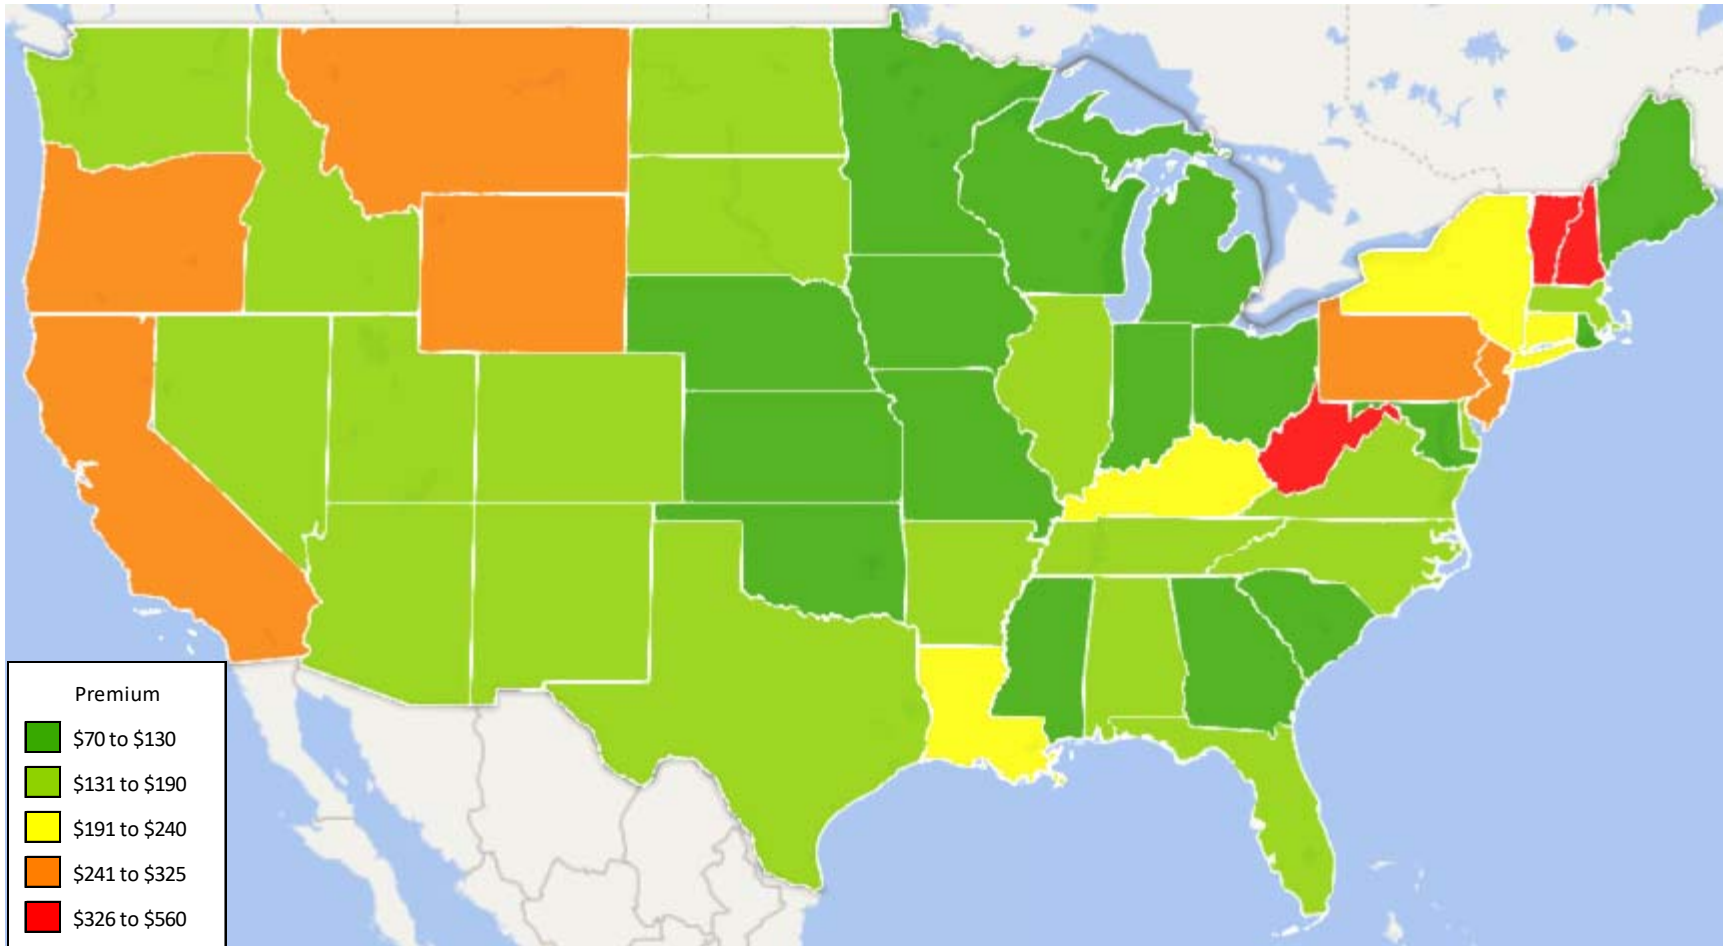 Premium
$70 to $130
$131 to $190
$191 to $240
$241 to $325
$326 to $560